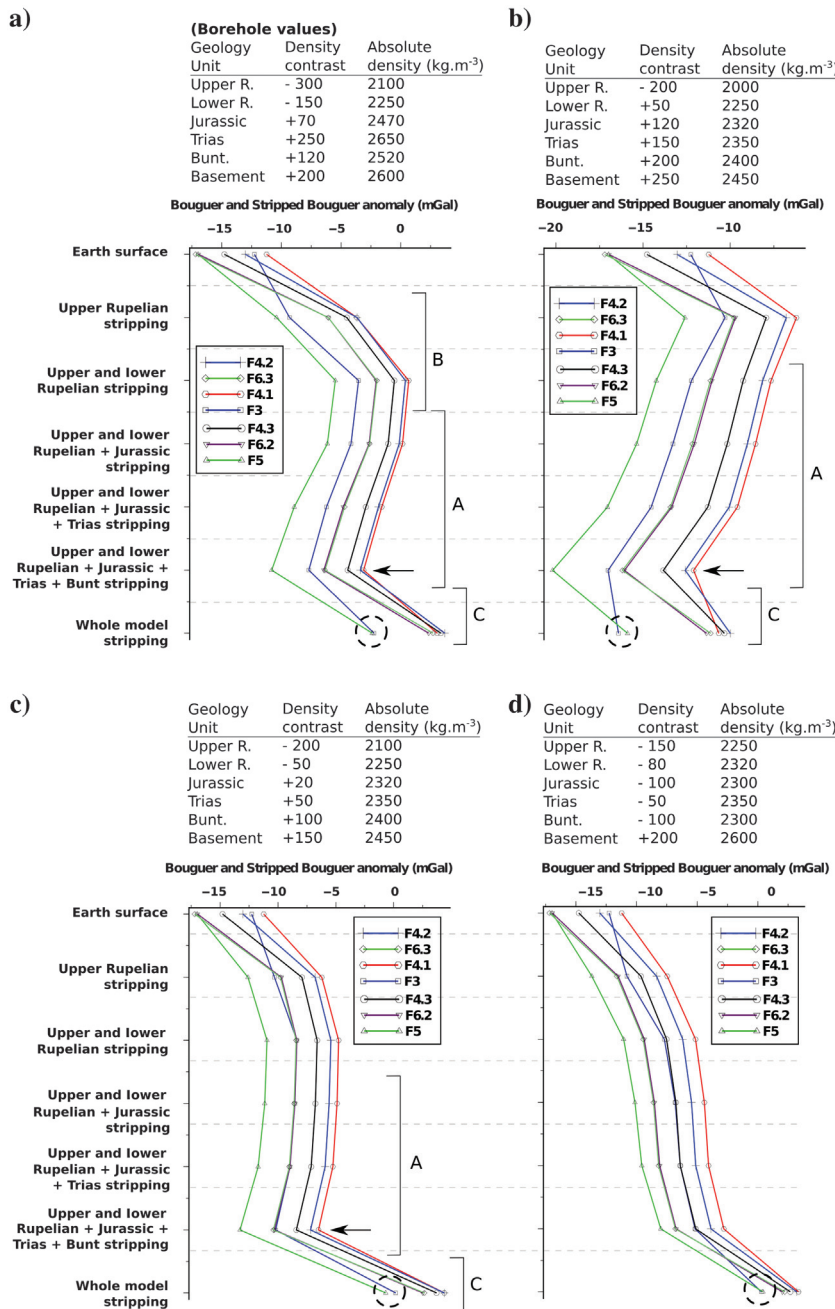 a)
(Borehole values)
Geology Density Absolute
Unit contrast density (kg.m-3)
Upper R. - 300 2100
Lower R. - 150 2250
Jurassic +70 2470
Trias +250 2650
Bunt. +120 2520
Basement +200 2600
Bouguer and Stripped Bouguer anomaly (mGal)
−15 −10 −5 0
Earth surface
Upper Rupelian
stripping
Upper and lower
Rupelian stripping
Upper and lower
Rupelian + Jurassic
stripping
Upper and lower
Rupelian + Jurassic
+ Trias stripping
Upper and lower
Rupelian + Jurassic +
Trias + Bunt stripping
Whole model
stripping
F4.2
F6.3
F4.1
F3
F4.3
F6.2
F5
B
A
C
b)
Geology Density Absolute
Unit contrast density (kg.m-3)
Upper R. - 200 2000
Lower R. +50 2250
Jurassic +120 2320
Trias +150 2350
Bunt. +200 2400
Basement +250 2450
Bouguer and Stripped Bouguer anomaly (mGal)
−20 −15 −10
F4.2
F6.3
F4.1
F3
F4.3
F6.2
F5
A
C
c)
Geology Density Absolute
Unit contrast density (kg.m-3)
Upper R. - 200 2100
Lower R. - 50 2250
Jurassic +20 2320
Trias +50 2350
Bunt. +100 2400
Basement +150 2450
Bouguer and Stripped Bouguer anomaly (mGal)
−15 −10 −5 0
Earth surface
Upper Rupelian
stripping
Upper and lower
Rupelian stripping
Upper and lower
Rupelian + Jurassic
stripping
Upper and lower
Rupelian + Jurassic
+ Trias stripping
Upper and lower
Rupelian + Jurassic +
Trias + Bunt stripping
Whole model
stripping
F4.2
F6.3
F4.1
F3
F4.3
F6.2
F5
A
C
d)
Geology Density Absolute
Unit contrast density (kg.m-3)
Upper R. - 150 2250
Lower R. - 80 2320
Jurassic - 100 2300
Trias - 50 2350
Bunt. - 100 2300
Basement +200 2600
Bouguer and Stripped Bouguer anomaly (mGal)
−15 −10 −5 0
F4.2
F6.3
F4.1
F3
F4.3
F6.2
F5